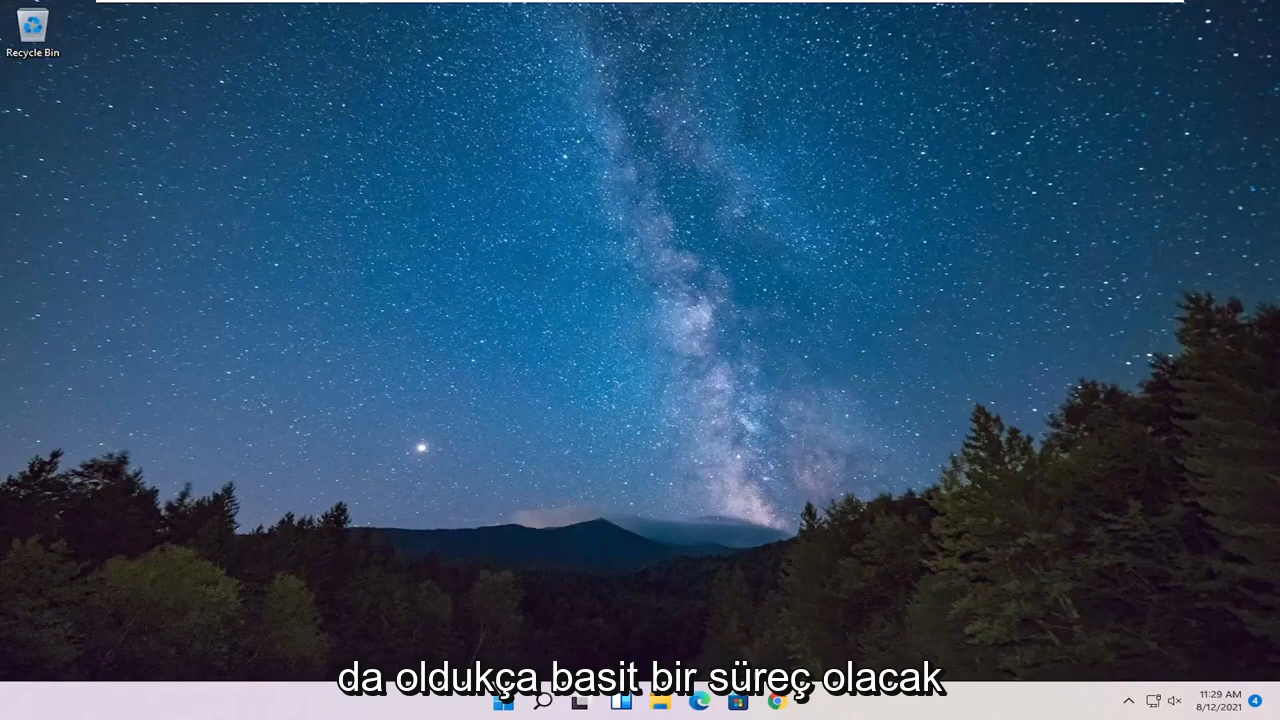 Recycle Bin
da oldukça basit bir süreç olacak
11:29 AM
8/12/2021
4